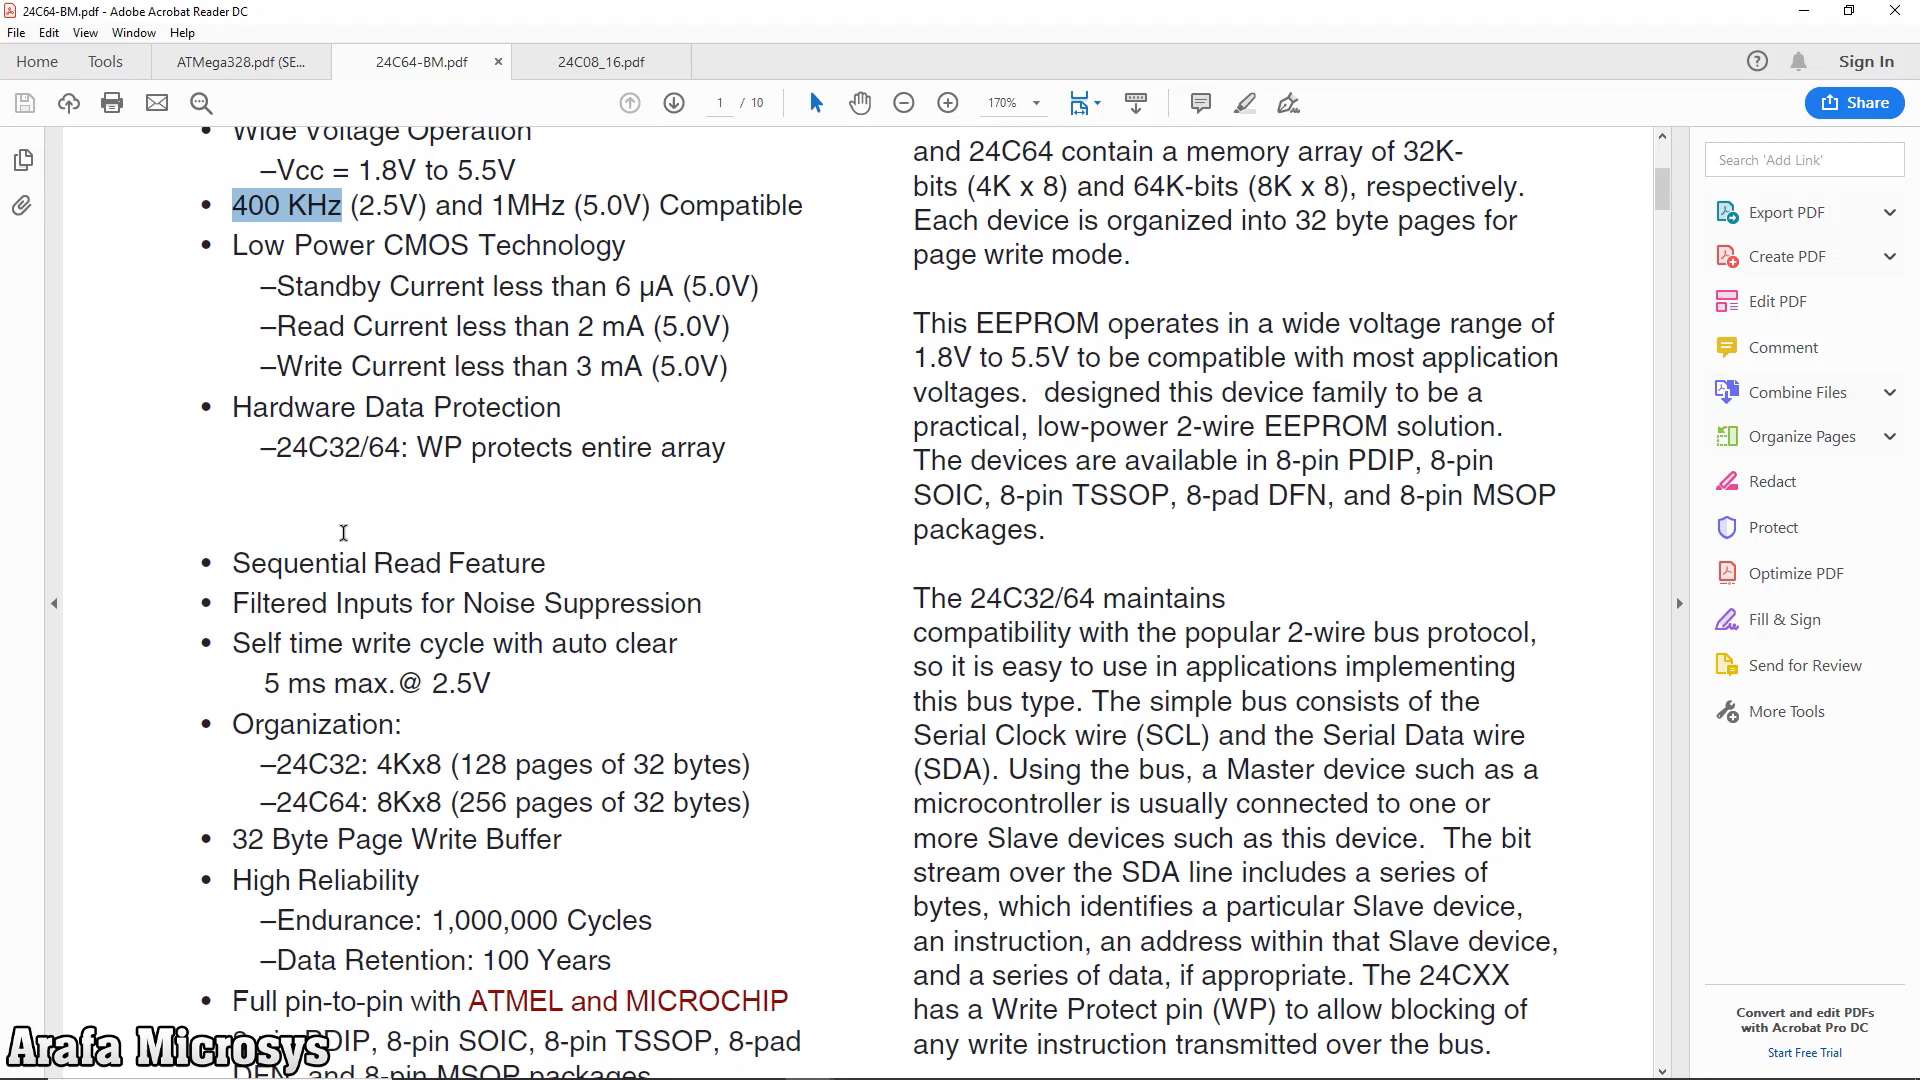 24C64-BM.pdf - Adobe Acrobat Reader DC
File Edit View Window Help
Home Tools ATMega328.pdf (SE... 24C64-BM.pdf × 24C08_16.pdf Sign In
1 / 10 170% Share
Wide Voltage Operation
–Vcc = 1.8V to 5.5V
• 400 KHz (2.5V) and 1MHz (5.0V) Compatible
• Low Power CMOS Technology
–Standby Current less than 6 µA (5.0V)
–Read Current less than 2 mA (5.0V)
–Write Current less than 3 mA (5.0V)
• Hardware Data Protection
–24C32/64: WP protects entire array
• Sequential Read Feature
• Filtered Inputs for Noise Suppression
• Self time write cycle with auto clear
5 ms max.@ 2.5V
• Organization:
–24C32: 4Kx8 (128 pages of 32 bytes)
–24C64: 8Kx8 (256 pages of 32 bytes)
• 32 Byte Page Write Buffer
• High Reliability
–Endurance: 1,000,000 Cycles
–Data Retention: 100 Years
• Full pin-to-pin with ATMEL and MICROCHIP
PDIP, 8-pin SOIC, 8-pin TSSOP, 8-pad
DFN, and 8-pin MSOP packages
and 24C64 contain a memory array of 32K-
bits (4K x 8) and 64K-bits (8K x 8), respectively.
Each device is organized into 32 byte pages for
page write mode.
This EEPROM operates in a wide voltage range of
1.8V to 5.5V to be compatible with most application
voltages. designed this device family to be a
practical, low-power 2-wire EEPROM solution.
The devices are available in 8-pin PDIP, 8-pin
SOIC, 8-pin TSSOP, 8-pad DFN, and 8-pin MSOP
packages.
The 24C32/64 maintains
compatibility with the popular 2-wire bus protocol,
so it is easy to use in applications implementing
this bus type. The simple bus consists of the
Serial Clock wire (SCL) and the Serial Data wire
(SDA). Using the bus, a Master device such as a
microcontroller is usually connected to one or
more Slave devices such as this device. The bit
stream over the SDA line includes a series of
bytes, which identifies a particular Slave device,
an instruction, an address within that Slave device,
and a series of data, if appropriate. The 24CXX
has a Write Protect pin (WP) to allow blocking of
any write instruction transmitted over the bus.
Search 'Add Link'
Export PDF
Create PDF
Edit PDF
Comment
Combine Files
Organize Pages
Redact
Protect
Optimize PDF
Fill & Sign
Send for Review
More Tools
Convert and edit PDFs
with Acrobat Pro DC
Start Free Trial
Arafa Microsys